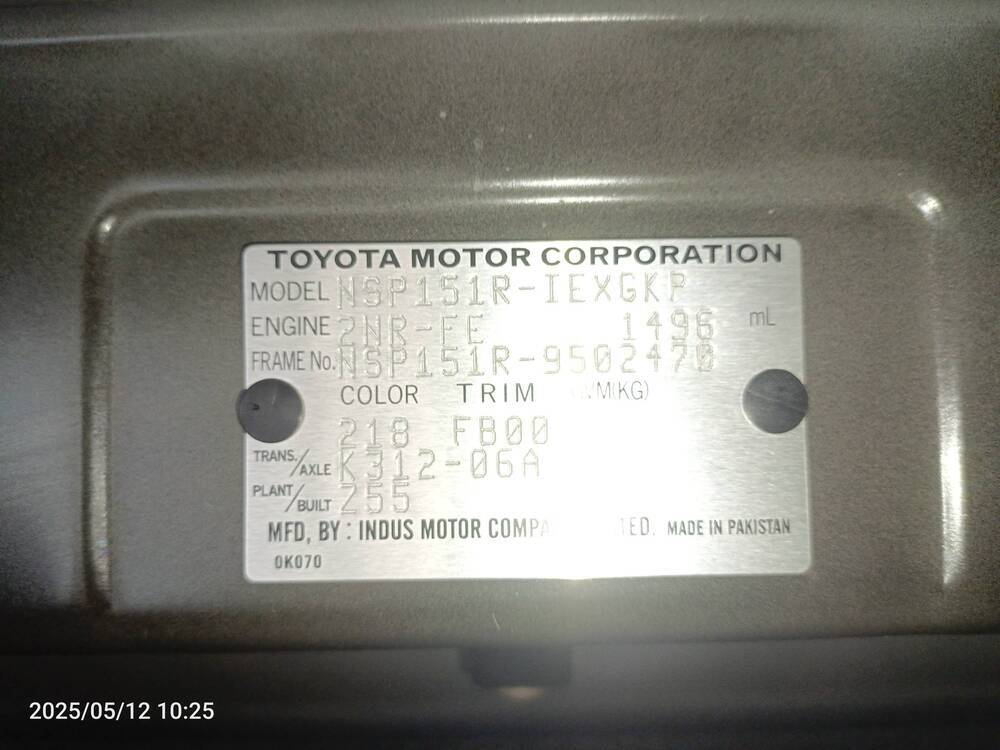 TOYOTA MOTOR CORPORATION
MODEL NSP151R-IEXGKP
ENGINE 2NR-FE 1496 mL
FRAME No. NSP151R-9502470
COLOR TRIM /M(KG)
218 FB00
TRANS./AXLE K312-06A
PLANT/BUILT Z55
MFD, BY : INDUS MOTOR MADE IN PAKISTAN
0K070
2025/05/12 10:25